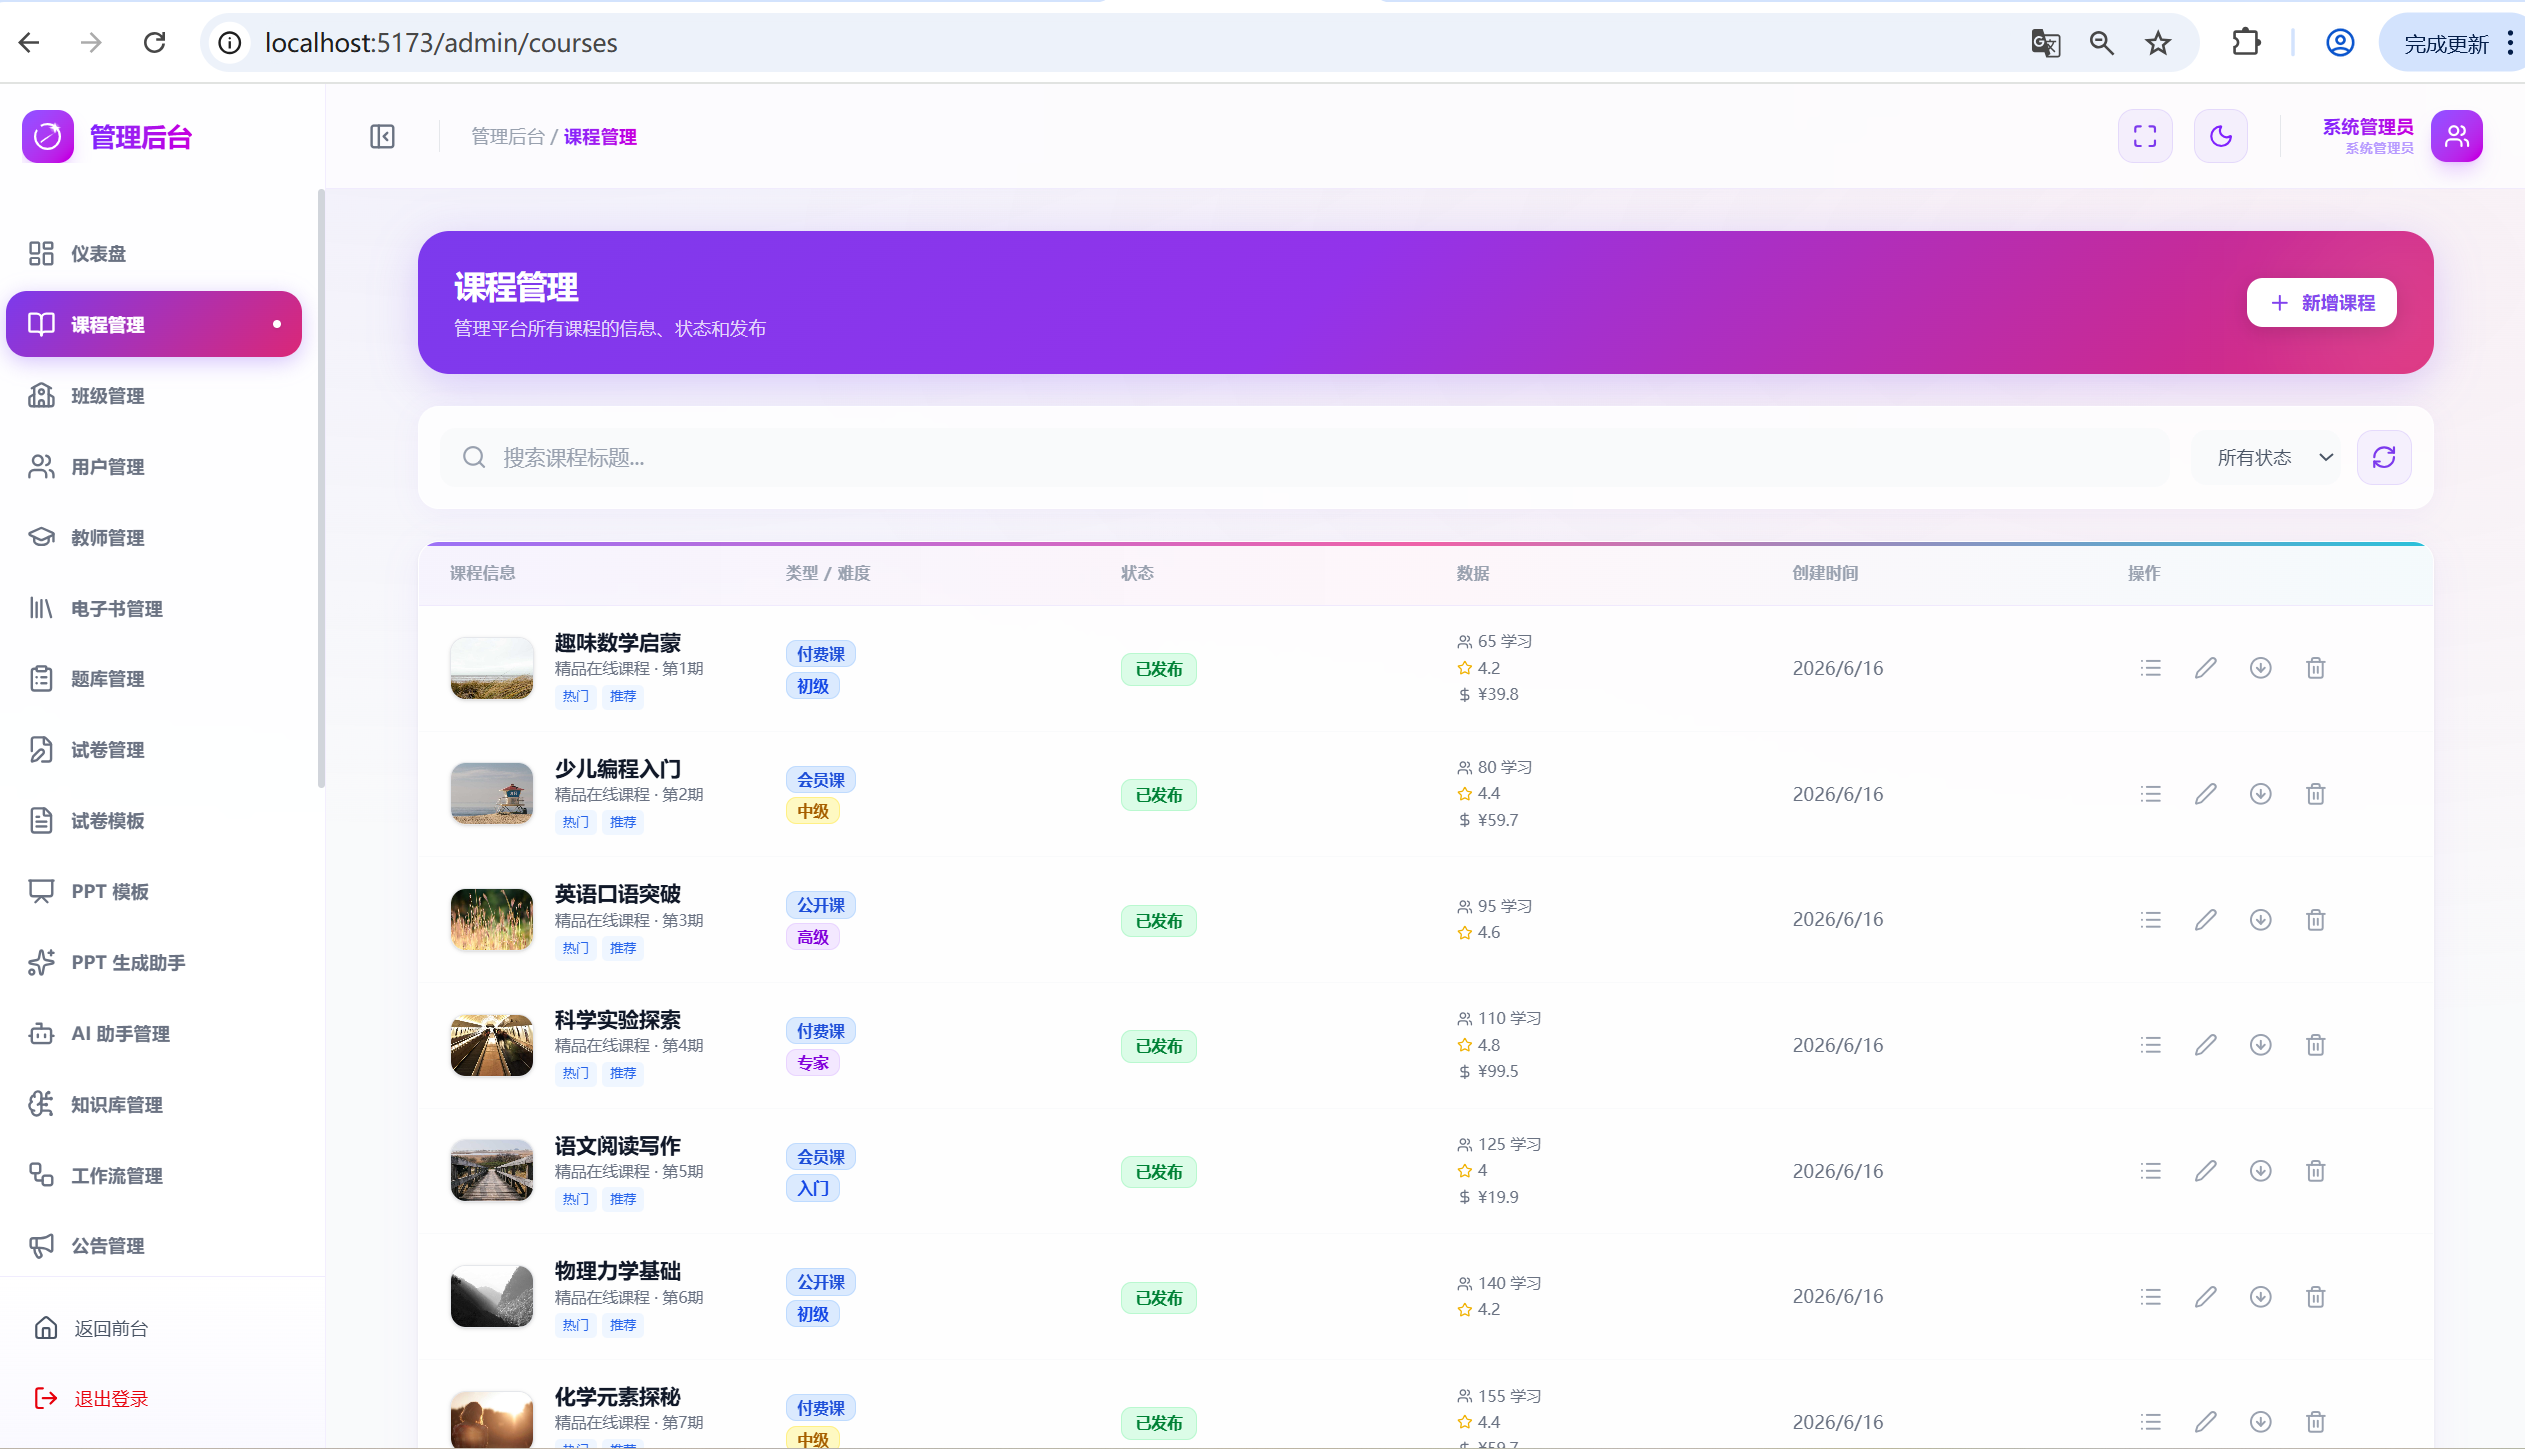 localhost:5173/admin/courses
完成更新
管理后台
管理后台 / 课程管理
系统管理员
系统管理员
仪表盘
课程管理
班级管理
用户管理
教师管理
电子书管理
题库管理
试卷管理
试卷模板
PPT 模板
PPT 生成助手
AI 助手管理
知识库管理
工作流管理
公告管理
返回前台
退出登录
课程管理
管理平台所有课程的信息、状态和发布
新增课程
搜索课程标题...
所有状态
课程信息 类型 / 难度 状态 数据 创建时间 操作
趣味数学启蒙
精品在线课程 · 第1期
热门 推荐
付费课
初级
已发布
65 学习
4.2
$ ¥39.8
2026/6/16
少儿编程入门
精品在线课程 · 第2期
热门 推荐
会员课
中级
已发布
80 学习
4.4
$ ¥59.7
2026/6/16
英语口语突破
精品在线课程 · 第3期
热门 推荐
公开课
高级
已发布
95 学习
4.6
2026/6/16
科学实验探索
精品在线课程 · 第4期
热门 推荐
付费课
专家
已发布
110 学习
4.8
$ ¥99.5
2026/6/16
语文阅读写作
精品在线课程 · 第5期
热门 推荐
会员课
入门
已发布
125 学习
4
$ ¥19.9
2026/6/16
物理力学基础
精品在线课程 · 第6期
热门 推荐
公开课
初级
已发布
140 学习
4.2
2026/6/16
化学元素探秘
精品在线课程 · 第7期
热门 推荐
付费课
中级
已发布
155 学习
4.4
$ ¥59.7
2026/6/16